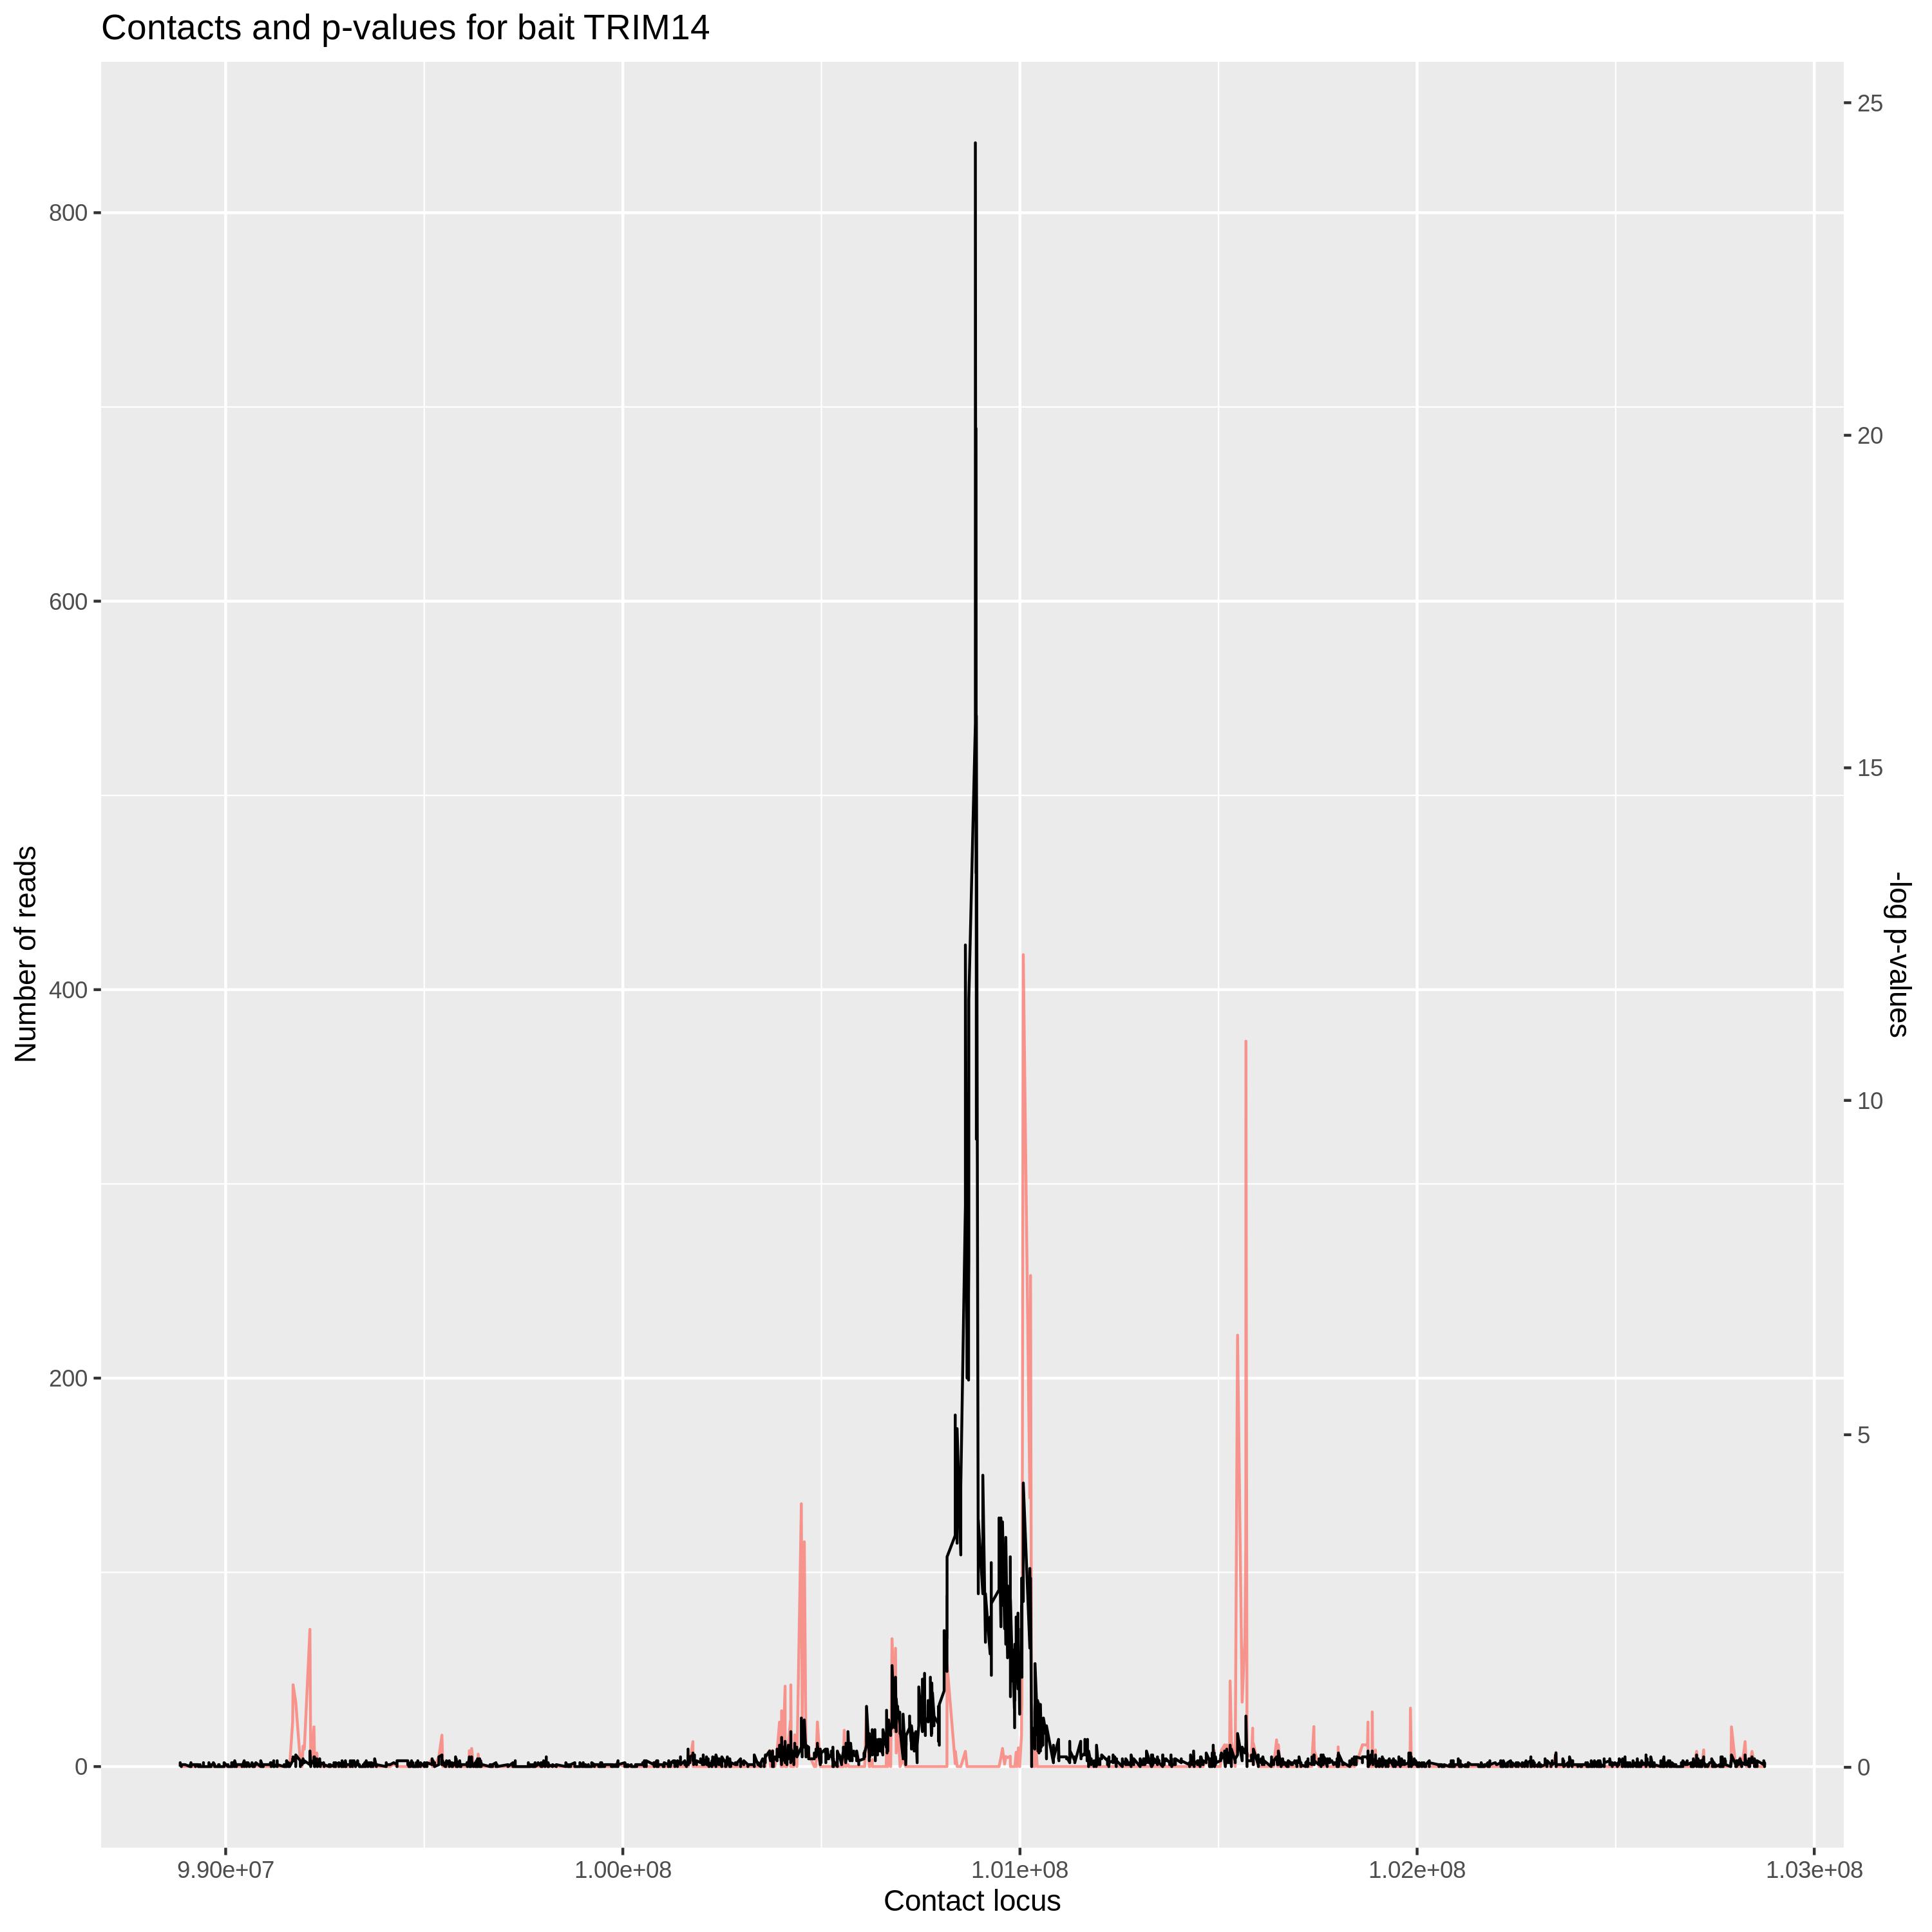 Contacts and p-values for bait TRIM14
800
600
400
200
0
Number of reads
25
20
15
10
5
0
-log p-values
9.90e+07
1.00e+08
1.01e+08
1.02e+08
1.03e+08
Contact locus